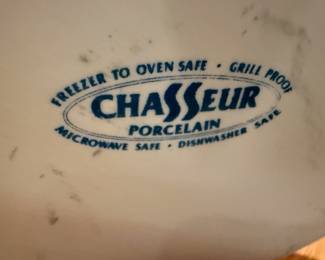 FREEZER TO OVEN SAFE • GRILL PROOF
CHASSEUR
PORCELAIN
MICROWAVE SAFE • DISHWASHER SAFE